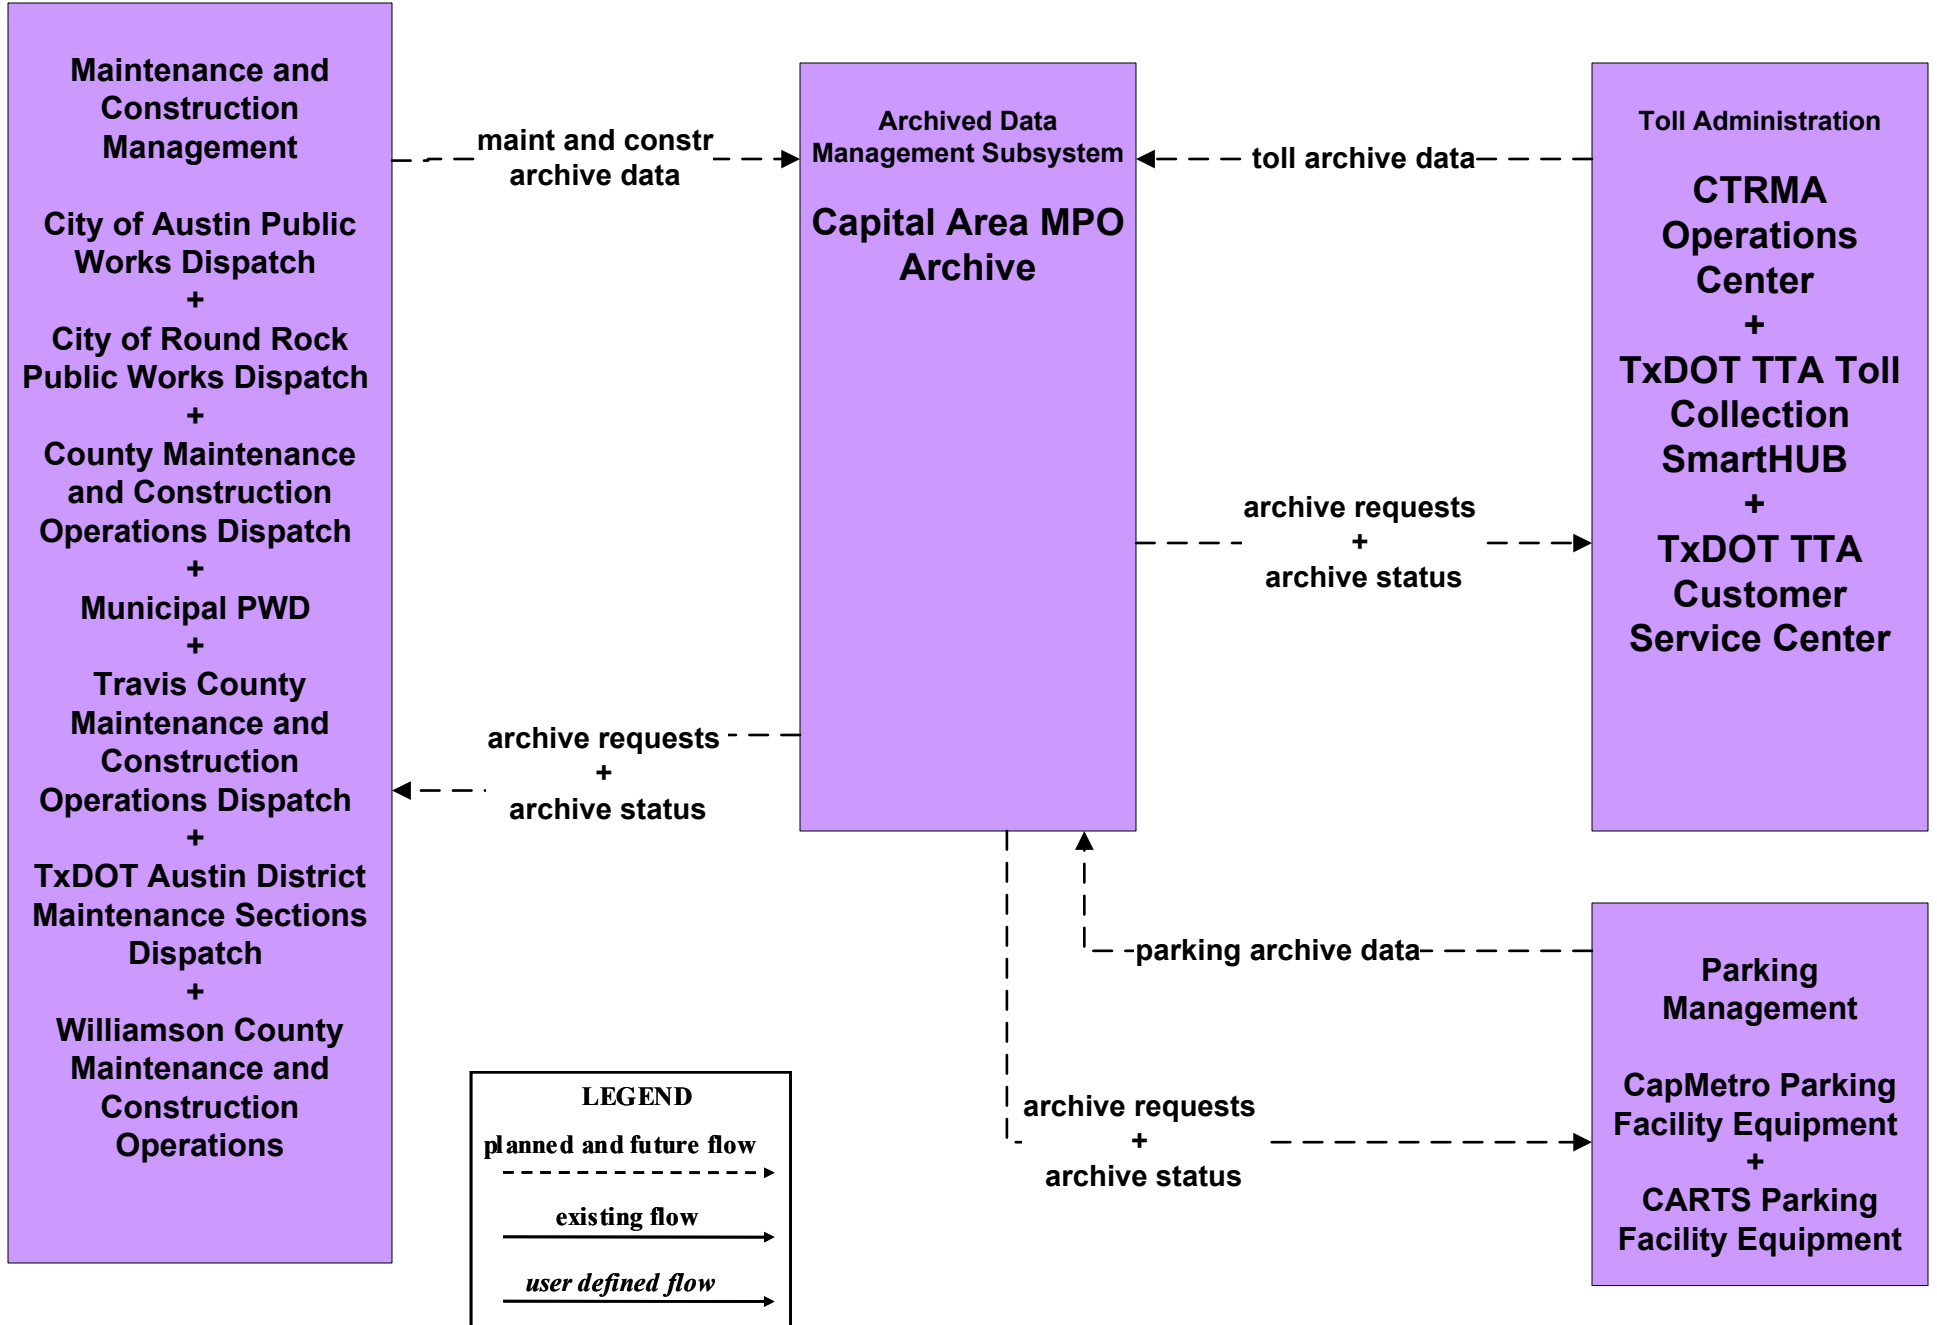 Maintenance and
Construction
Management
City of Austin Public
Works Dispatch
+
City of Round Rock
Public Works Dispatch
+
County Maintenance
and Construction
Operations Dispatch
+
Municipal PWD
+
Travis County
Maintenance and
Construction
Operations Dispatch
+
TxDOT Austin District
Maintenance Sections
Dispatch
+
Williamson County
Maintenance and
Construction
Operations
maint and constr
archive data
archive requests
+
archive status
Archived Data
Management Subsystem
Capital Area MPO
Archive
toll archive data
archive requests
+
archive status
Toll Administration
CTRMA
Operations
Center
+
TxDOT TTA Toll
Collection
SmartHUB
+
TxDOT TTA
Customer
Service Center
parking archive data
archive requests
+
archive status
Parking
Management
CapMetro Parking
Facility Equipment
+
CARTS Parking
Facility Equipment
LEGEND
planned and future flow
existing flow
user defined flow